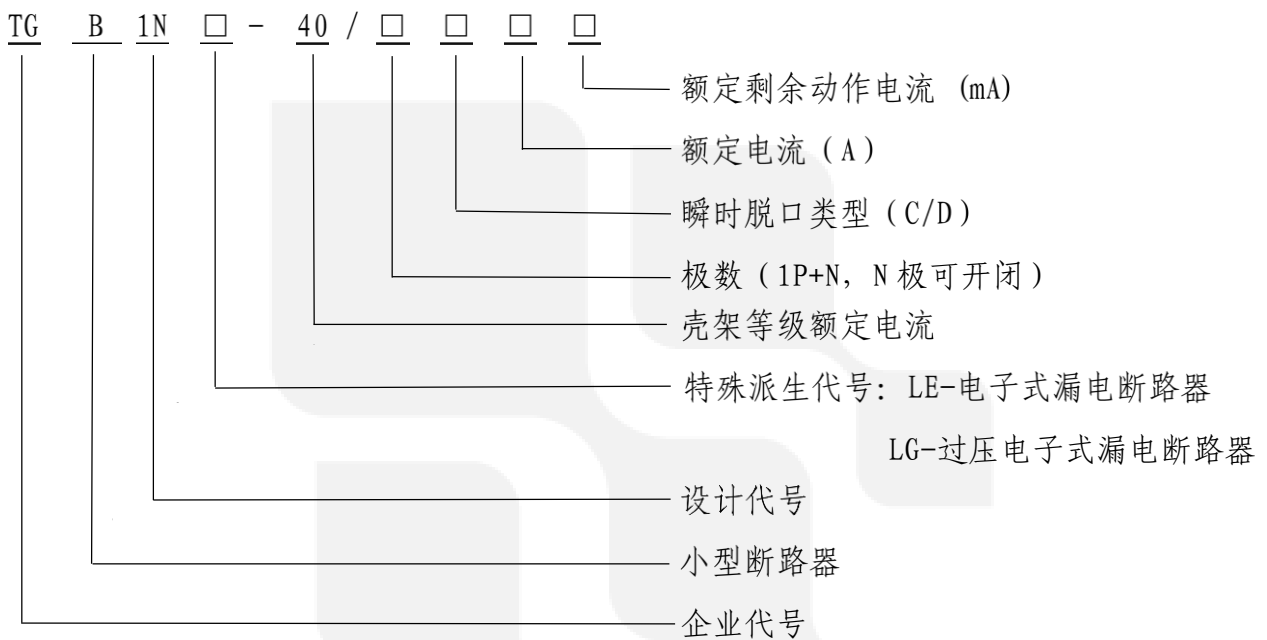 TG B 1N □ - 40 / □ □ □ □
额定剩余动作电流 (mA)
额定电流（A）
瞬时脱口类型（C/D）
极数（1P+N，N极可开闭）
壳架等级额定电流
特殊派生代号：LE-电子式漏电断路器
LG-过压电子式漏电断路器
设计代号
小型断路器
企业代号